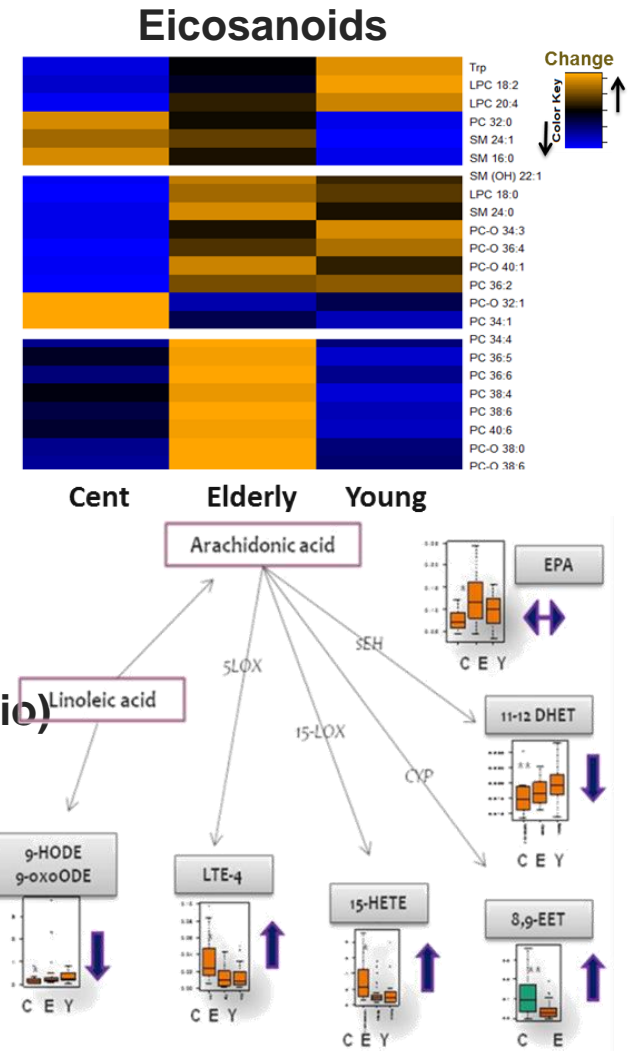 Eicosanoids
Change
Color Key
Trp
LPC 18:2
LPC 20:4
PC 32:0
SM 24:1
SM 16:0
SM (OH) 22:1
LPC 18:0
SM 24:0
PC-O 34:3
PC-O 36:4
PC-O 40:1
PC 36:2
PC-O 32:1
PC 34:1
PC 34:4
PC 36:5
PC 36:6
PC 38:4
PC 38:6
PC 40:6
PC-O 38:0
PC-O 38:6
Cent Elderly Young
Arachidonic acid
EPA
C E Y
sEH
5LOX
io)
Linoleic acid
15-LOX
11-12 DHET
CYP
C E Y
9-HODE
9-oxoODE
LTE-4
15-HETE
8,9-EET
C E Y
C E Y
C E Y
C E